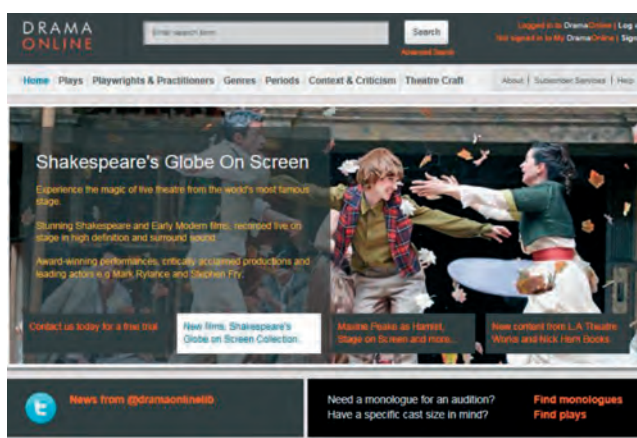 DRAMA
ONLINE
Enter search term
Search
Advanced Search
Logged in to DramaOnline | Log
Not signed in to My DramaOnline | Sign
Home Plays Playwrights & Practitioners Genres Periods Context & Criticism Theatre Craft
About | Subscriber Services | Help
Shakespeare's Globe On Screen
Experience the magic of live theatre from the world's most famous
stage.
Stunning Shakespeare and Early Modern films, recorded live on
stage in high definition and surround sound.
Award-winning performances, critically acclaimed productions and
leading actors e.g Mark Rylance and Stephen Fry.
Contact us today for a free trial
New films, Shakespeare's
Globe on Screen Collection.
Maxine Peake as Hamlet,
Stage on Screen and more...
New content from L.A Theatre
Works and Nick Hern Books
News from @dramaonlinelib
Need a monologue for an audition?
Have a specific cast size in mind?
Find monologues
Find plays